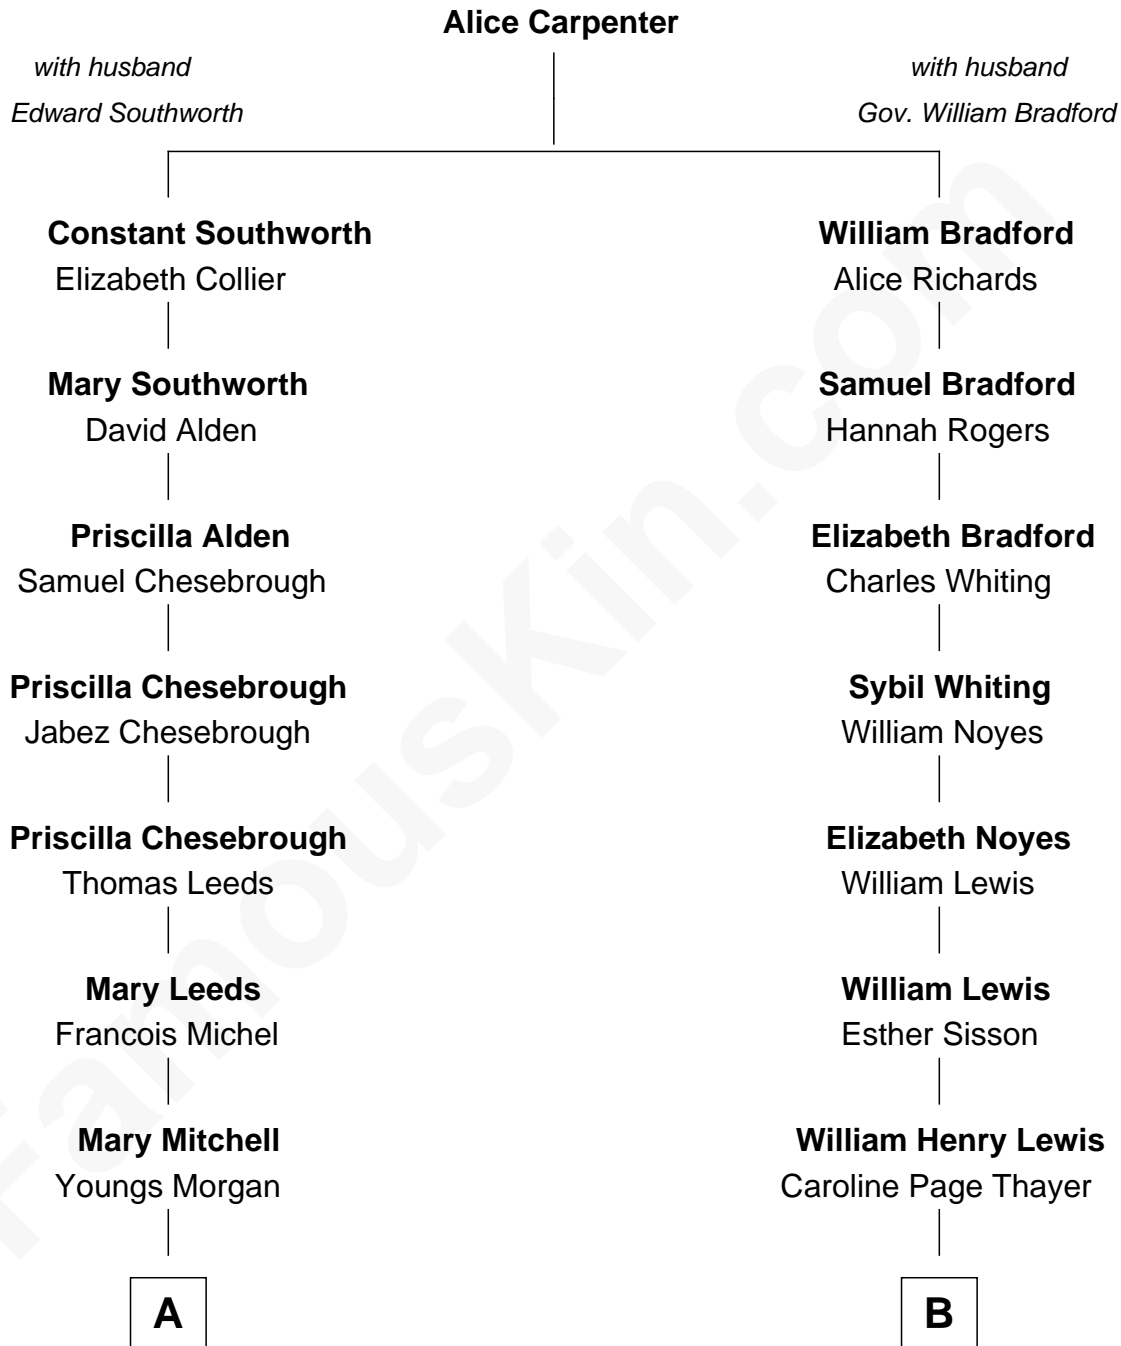 Alice Carpenter
with husband
Edward Southworth
with husband
Gov. William Bradford
Constant Southworth
Elizabeth Collier
William Bradford
Alice Richards
Mary Southworth
David Alden
Samuel Bradford
Hannah Rogers
Priscilla Alden
Samuel Chesebrough
Elizabeth Bradford
Charles Whiting
Priscilla Chesebrough
Jabez Chesebrough
Sybil Whiting
William Noyes
Priscilla Chesebrough
Thomas Leeds
Elizabeth Noyes
William Lewis
Mary Leeds
Francois Michel
William Lewis
Esther Sisson
Mary Mitchell
Youngs Morgan
William Henry Lewis
Caroline Page Thayer
A
B
FamousKin.com